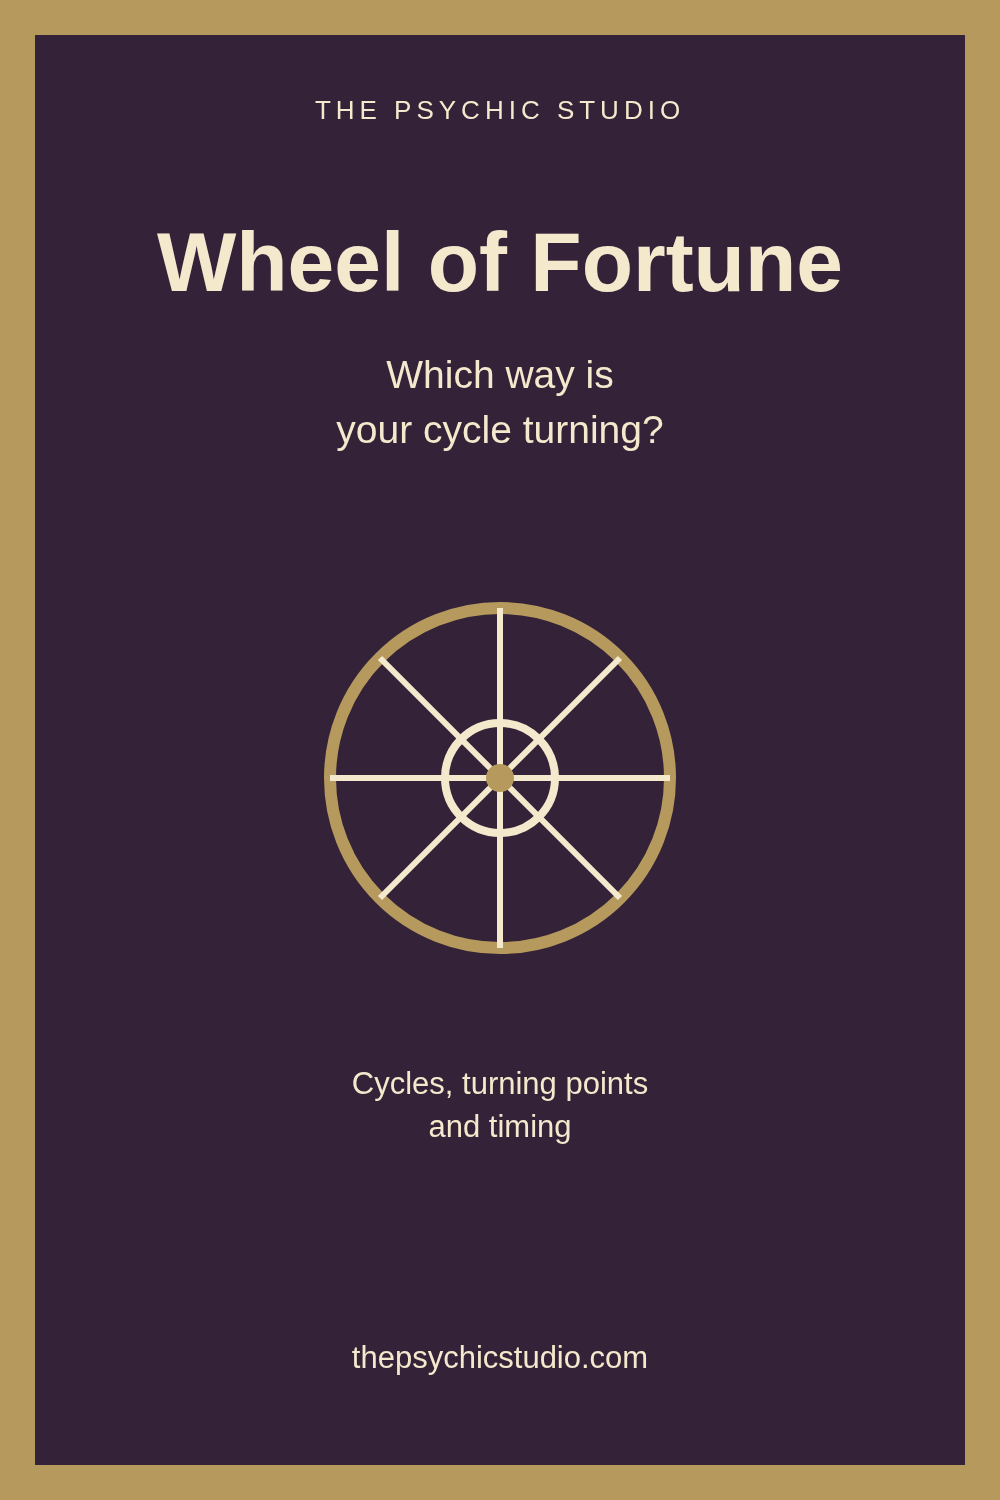 THE PSYCHIC STUDIO
Wheel of Fortune
Which way is
your cycle turning?
Cycles, turning points
and timing
thepsychicstudio.com